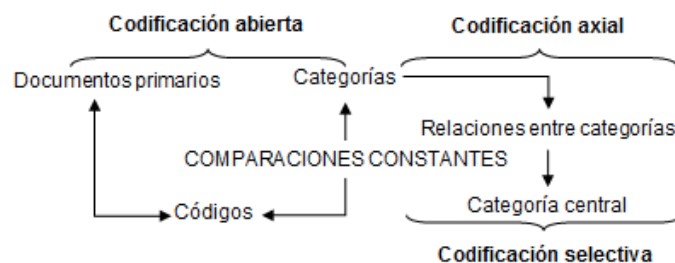 Codificación abierta
Codificación axial
Documentos primarios
Categorías
Relaciones entre categorías
COMPARACIONES CONSTANTES
Códigos
Categoría central
Codificación selectiva